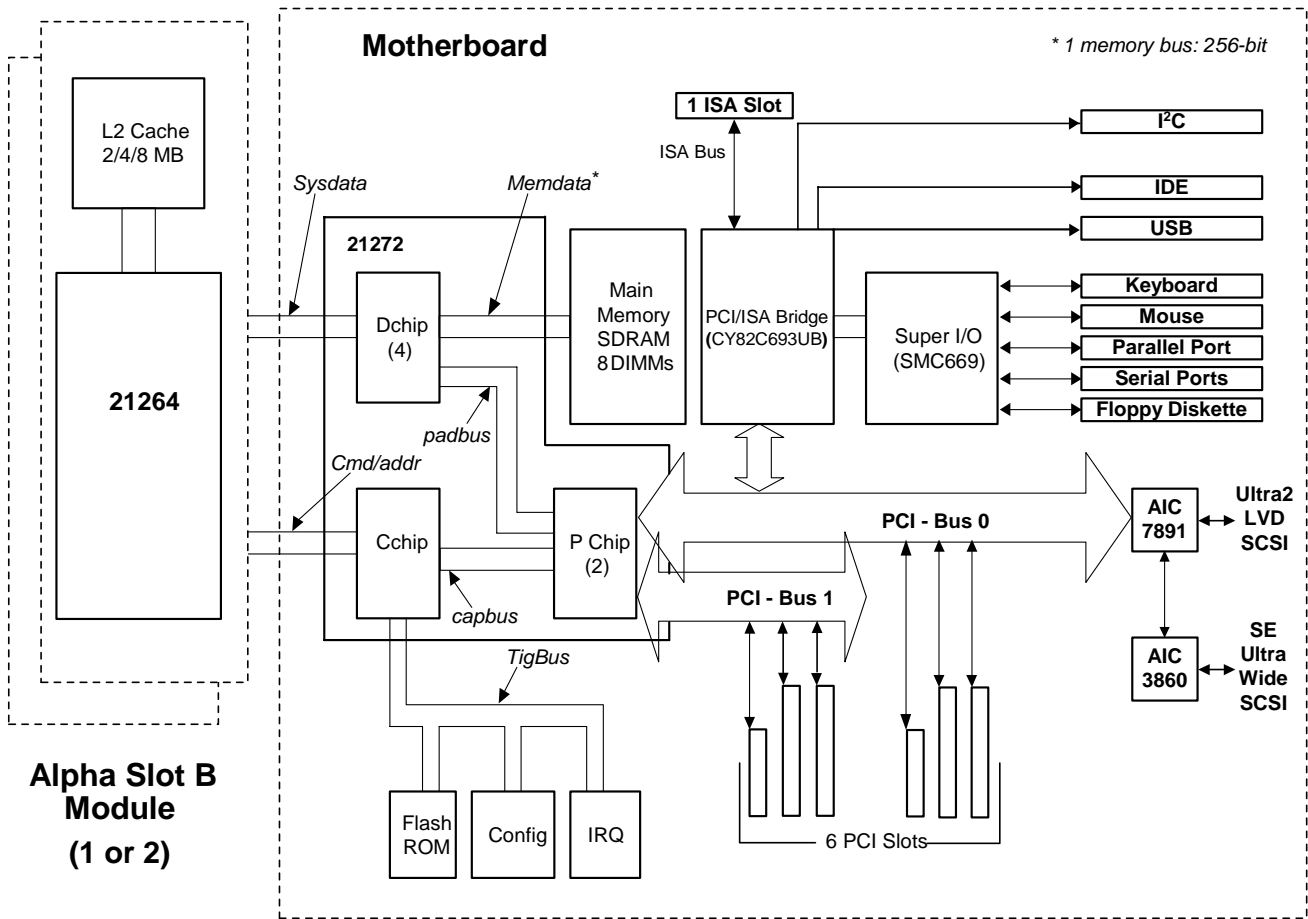 Motherboard
* 1 memory bus: 256-bit
L2 Cache
2/4/8 MB
21264
Alpha Slot B
Module
(1 or 2)
Sysdata
Memdata*
21272
Dchip
(4)
padbus
Cmd/addr
Cchip
capbus
P Chip
(2)
TigBus
Flash
ROM
Config
IRQ
Main
Memory
SDRAM
8 DIMMs
1 ISA Slot
ISA Bus
PCI/ISA Bridge
(CY82C693UB)
Super I/O
(SMC669)
I²C
IDE
USB
Keyboard
Mouse
Parallel Port
Serial Ports
Floppy Diskette
PCI - Bus 0
PCI - Bus 1
6 PCI Slots
AIC
7891
Ultra2
LVD
SCSI
AIC
3860
SE
Ultra
Wide
SCSI